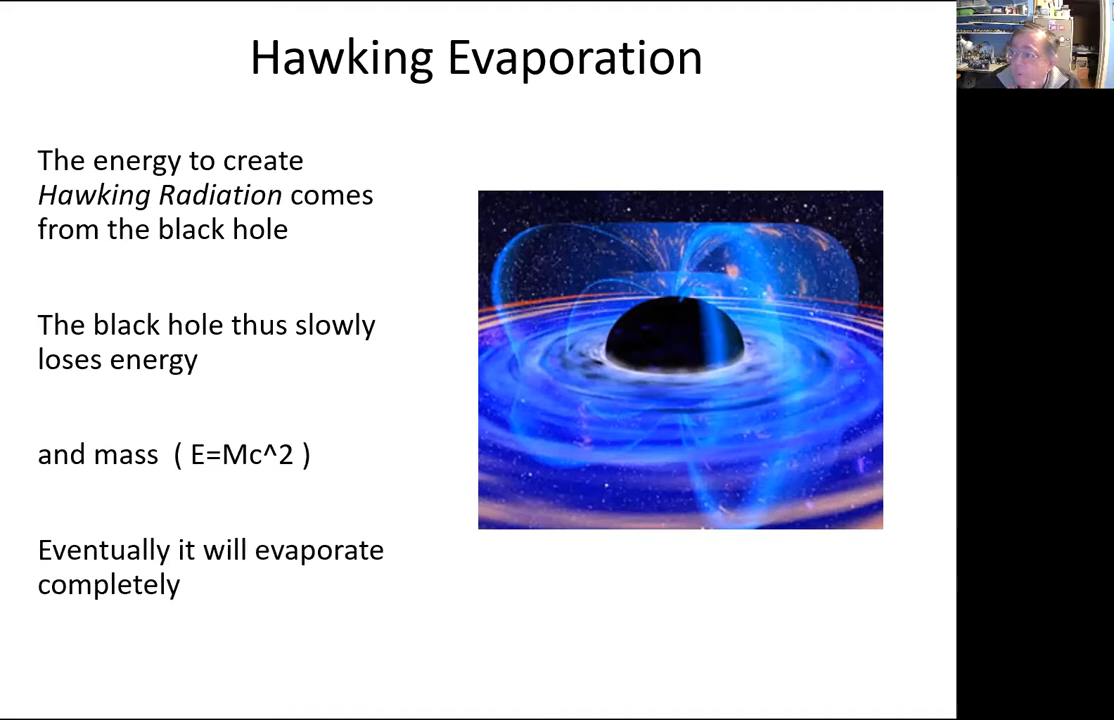 Hawking Evaporation
The energy to create
Hawking Radiation comes
from the black hole
The black hole thus slowly
loses energy
and mass  ( E=Mc^2 )
Eventually it will evaporate
completely